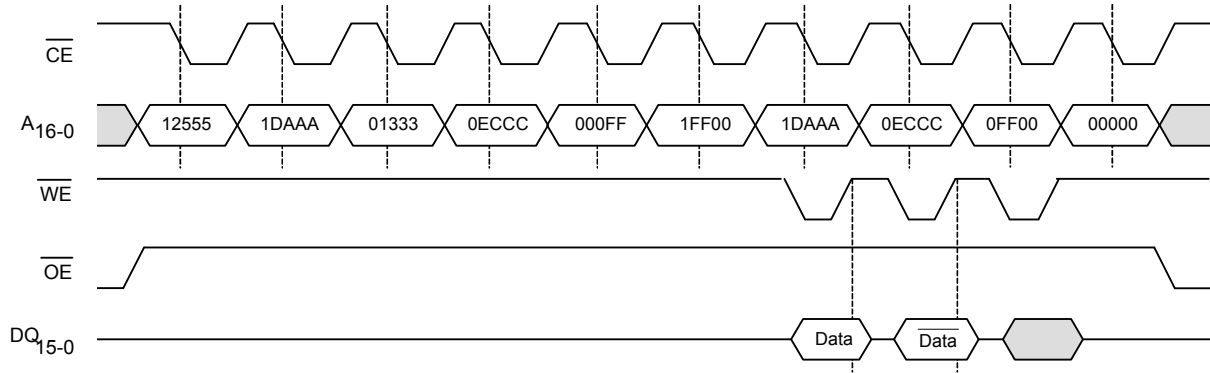 CE
A16-0 12555 1DAAA 01333 0ECCC 000FF 1FF00 1DAAA 0ECCC 0FF00 00000
WE
OE
DQ15-0 Data Data